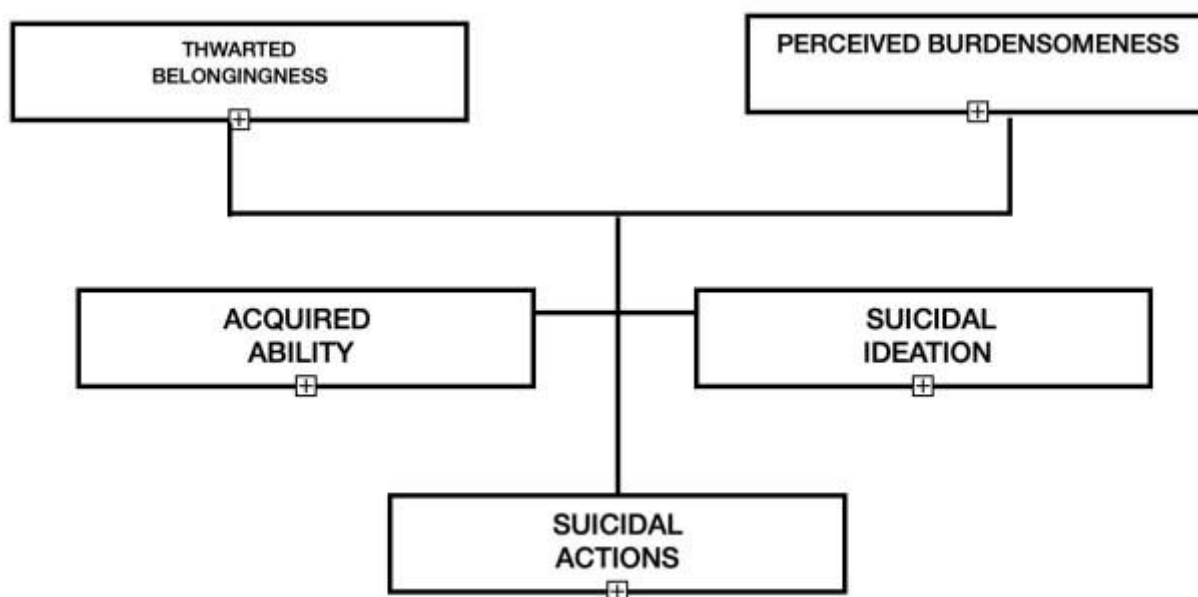 THWARTED
BELONGINGNESS
PERCEIVED BURDENSOMENESS
ACQUIRED
ABILITY
SUICIDAL
IDEATION
SUICIDAL
ACTIONS